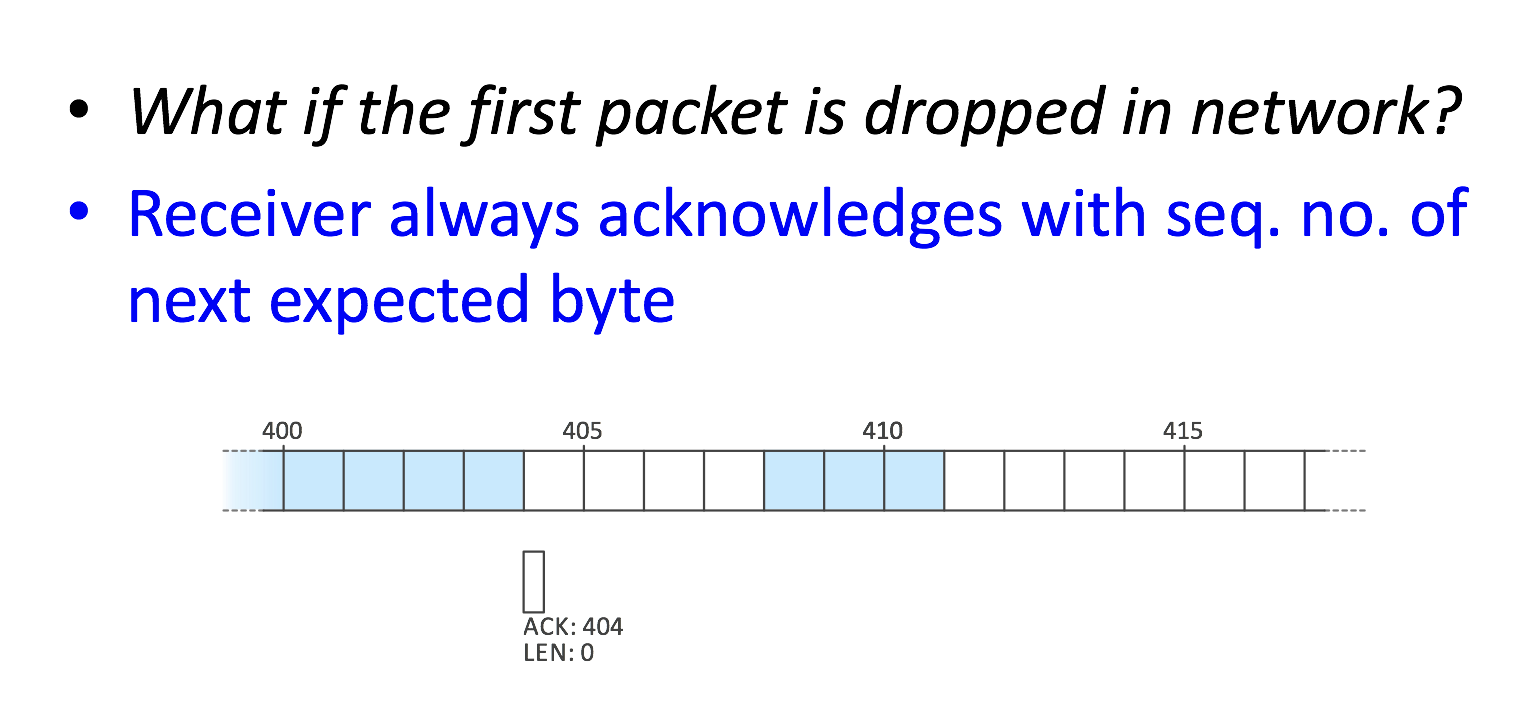 • What if the first packet is dropped in network?
• Receiver always acknowledges with seq. no. of
next expected byte
400 405 410 415
ACK: 404
LEN: 0